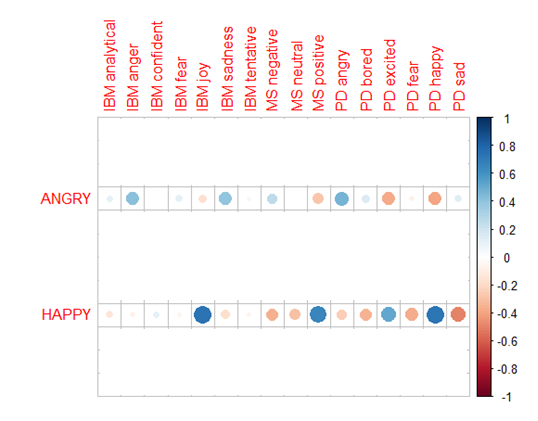 IBM analytical
IBM anger
IBM confident
IBM fear
IBM joy
IBM sadness
IBM tentative
MS negative
MS neutral
MS positive
PD angry
PD bored
PD excited
PD fear
PD happy
PD sad
ANGRY
HAPPY
1
0.8
0.6
0.4
0.2
0
-0.2
-0.4
-0.6
-0.8
-1